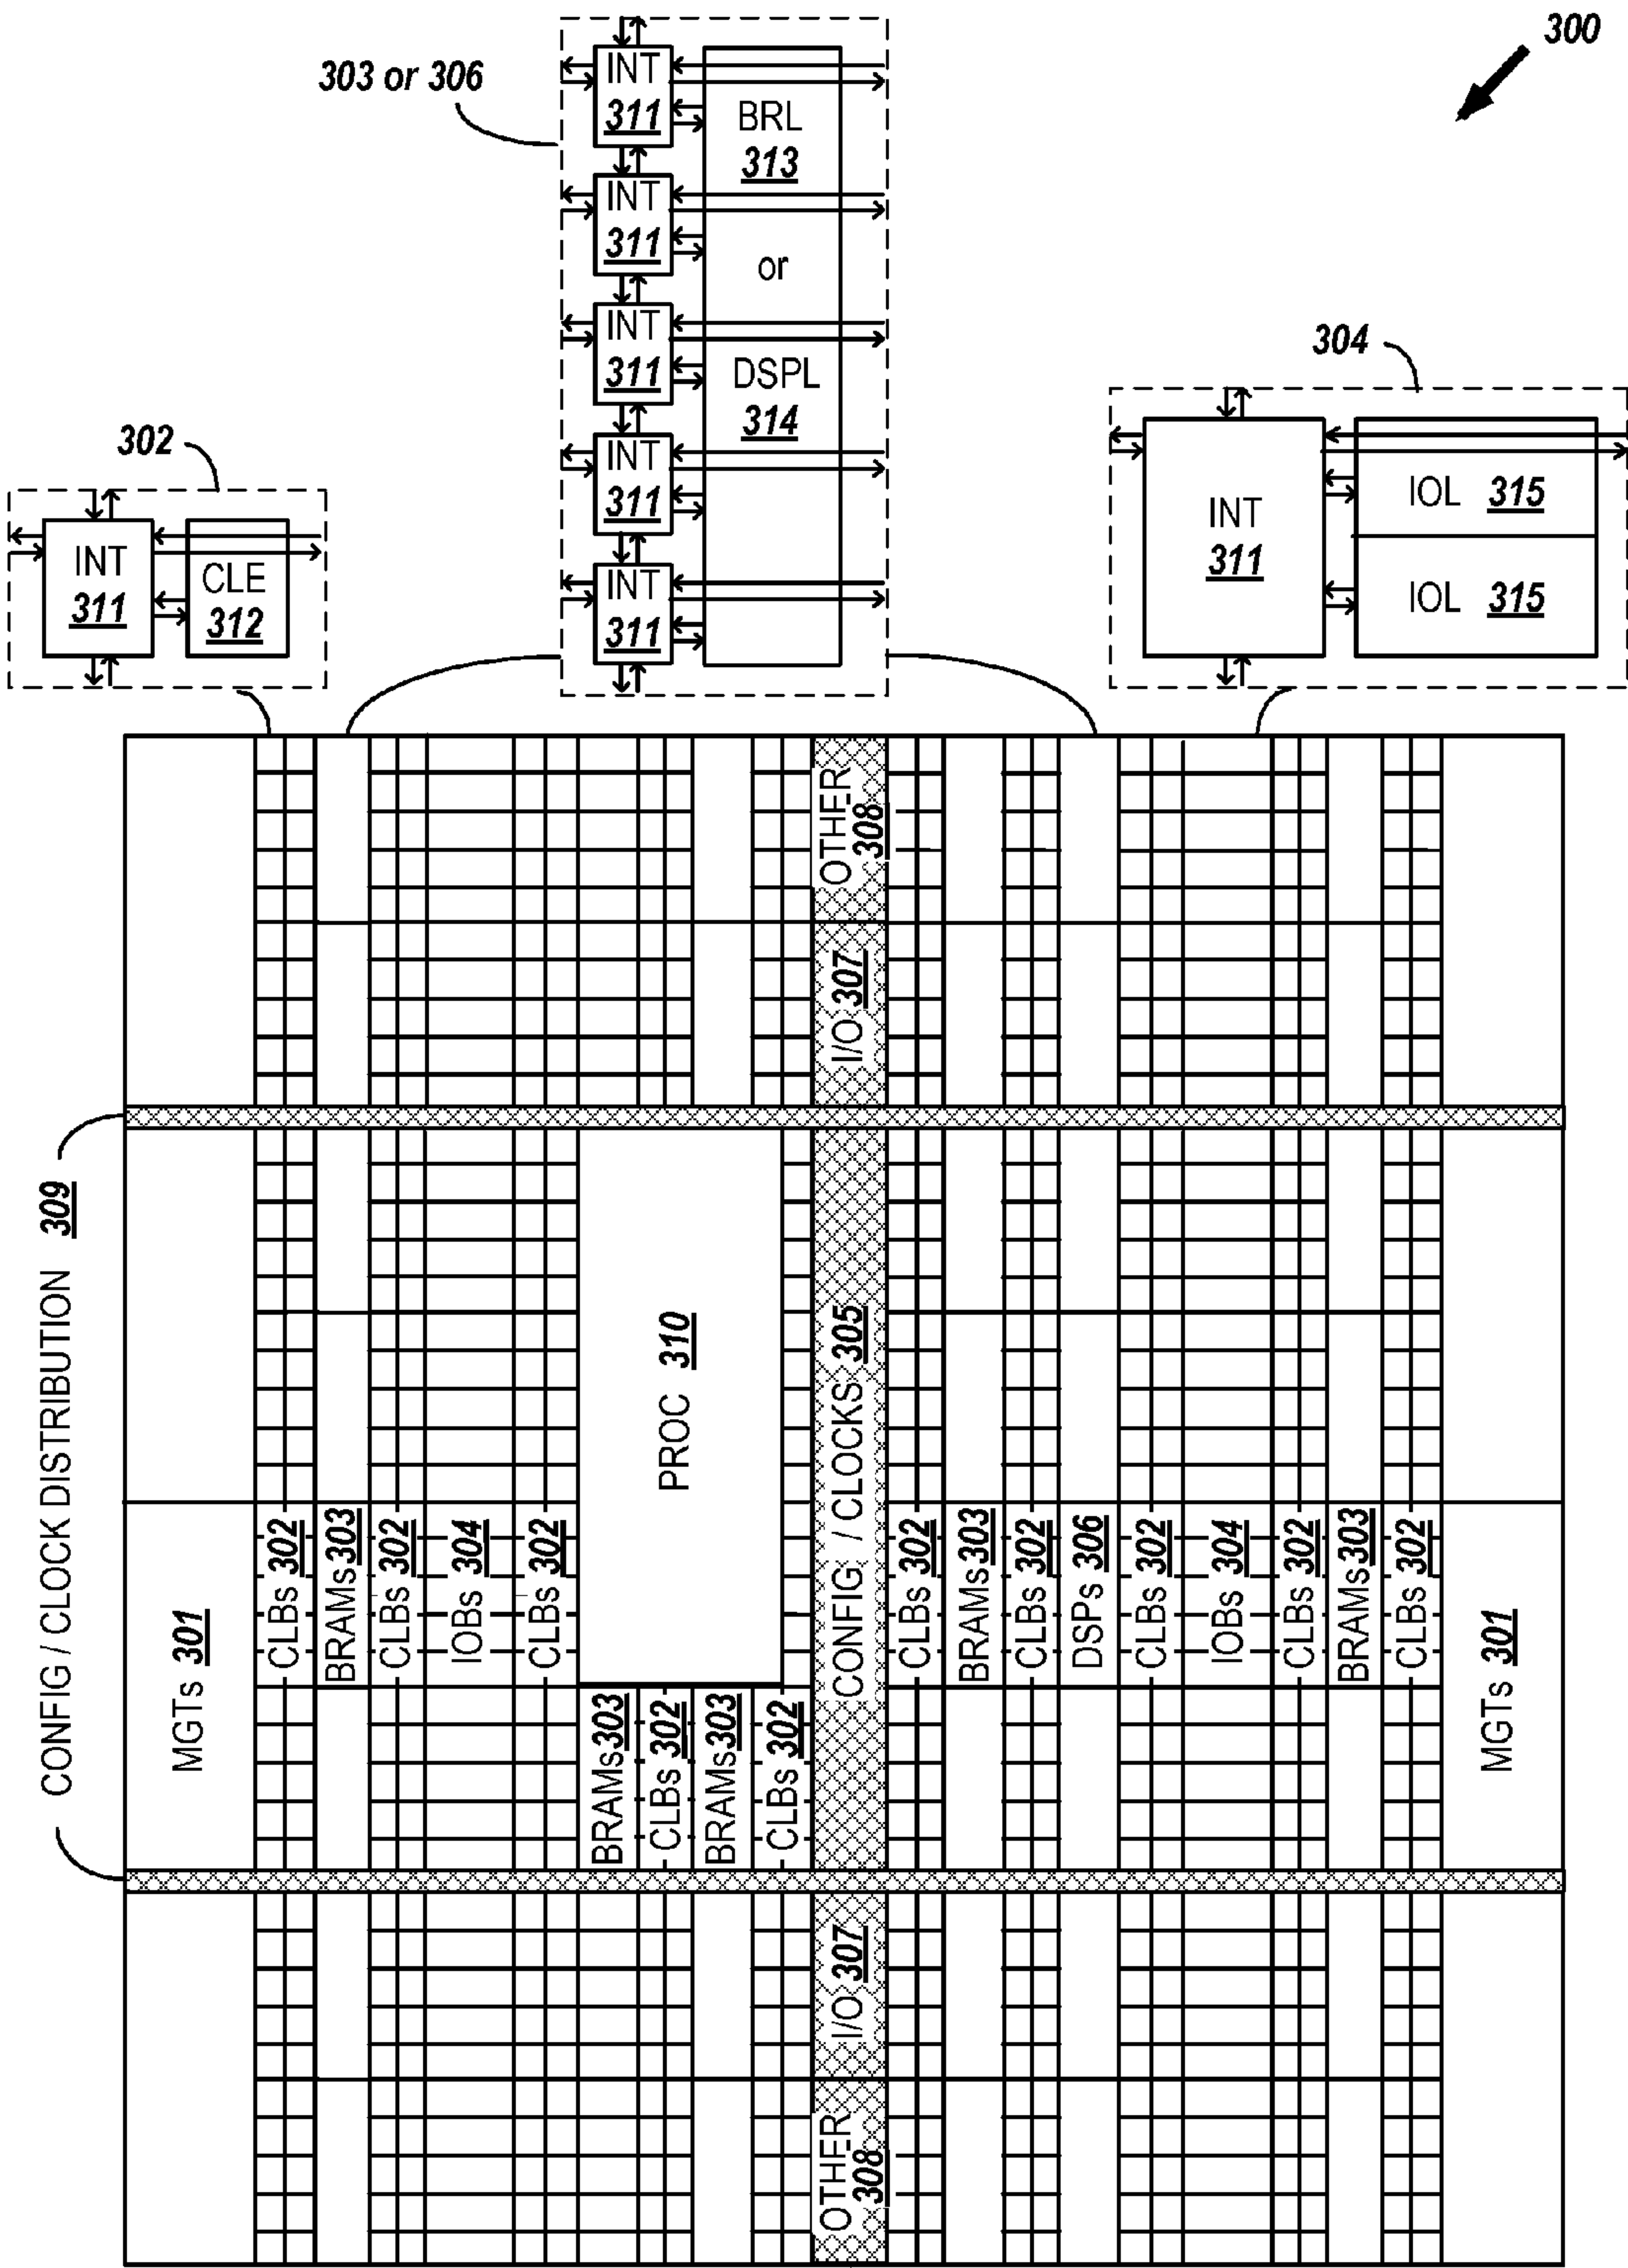 300
303 or 306
INT
311
INT
311
INT
311
INT
311
INT
311
BRL
313
or
DSPL
314
304
INT
311
IOL 315
IOL 315
302
INT
311
CLE
312
CONFIG / CLOCK DISTRIBUTION 309
MGTs 301
CLBs 302
BRAMs 303
CLBs 302
IOBs 304
CLBs 302
PROC 310
BRAMs 303
CLBs 302
BRAMs 303
CLBs 302
OTHER
308
I/O 307
CONFIG / CLOCKS 305
I/O 307
OTHER
308
CLBs 302
BRAMs 303
CLBs 302
DSPs 306
CLBs 302
IOBs 304
CLBs 302
BRAMs 303
CLBs 302
MGTs 301